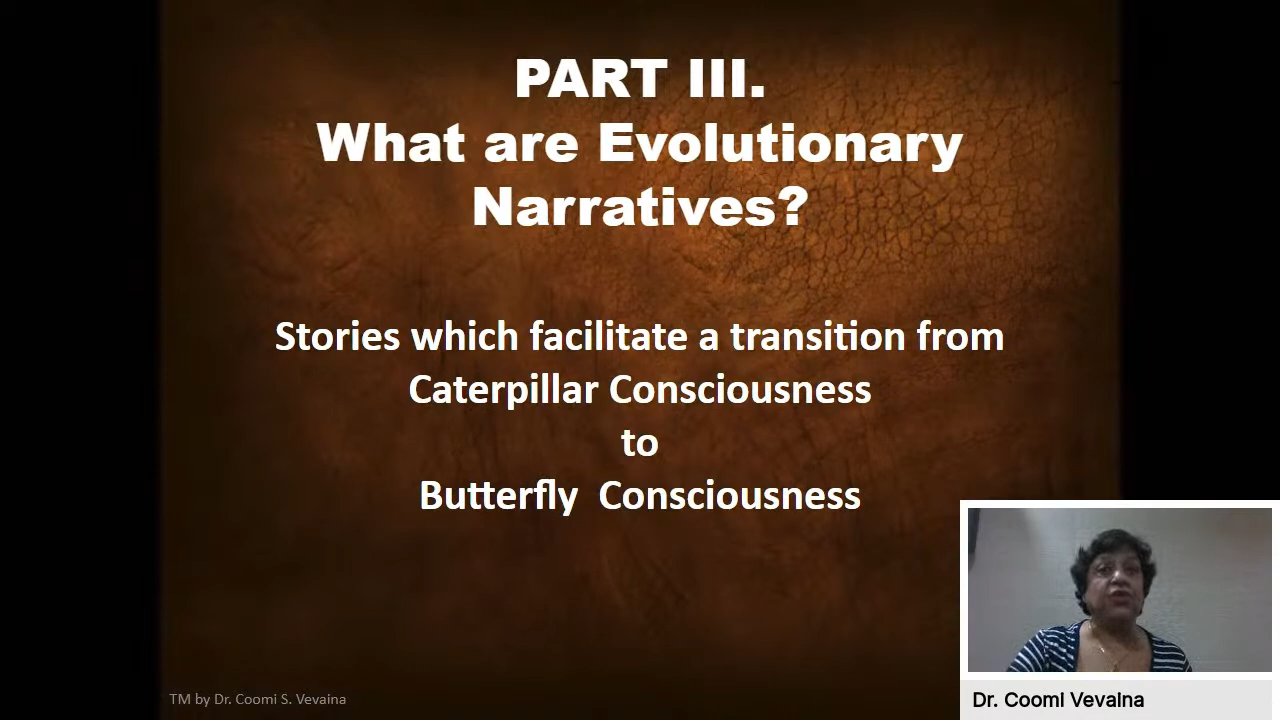 PART III.
What are Evolutionary
Narratives?
Stories which facilitate a transition from
Caterpillar Consciousness
to
Butterfly Consciousness
TM by Dr. Coomi S. Vevaina
Dr. Coomi Vevaina